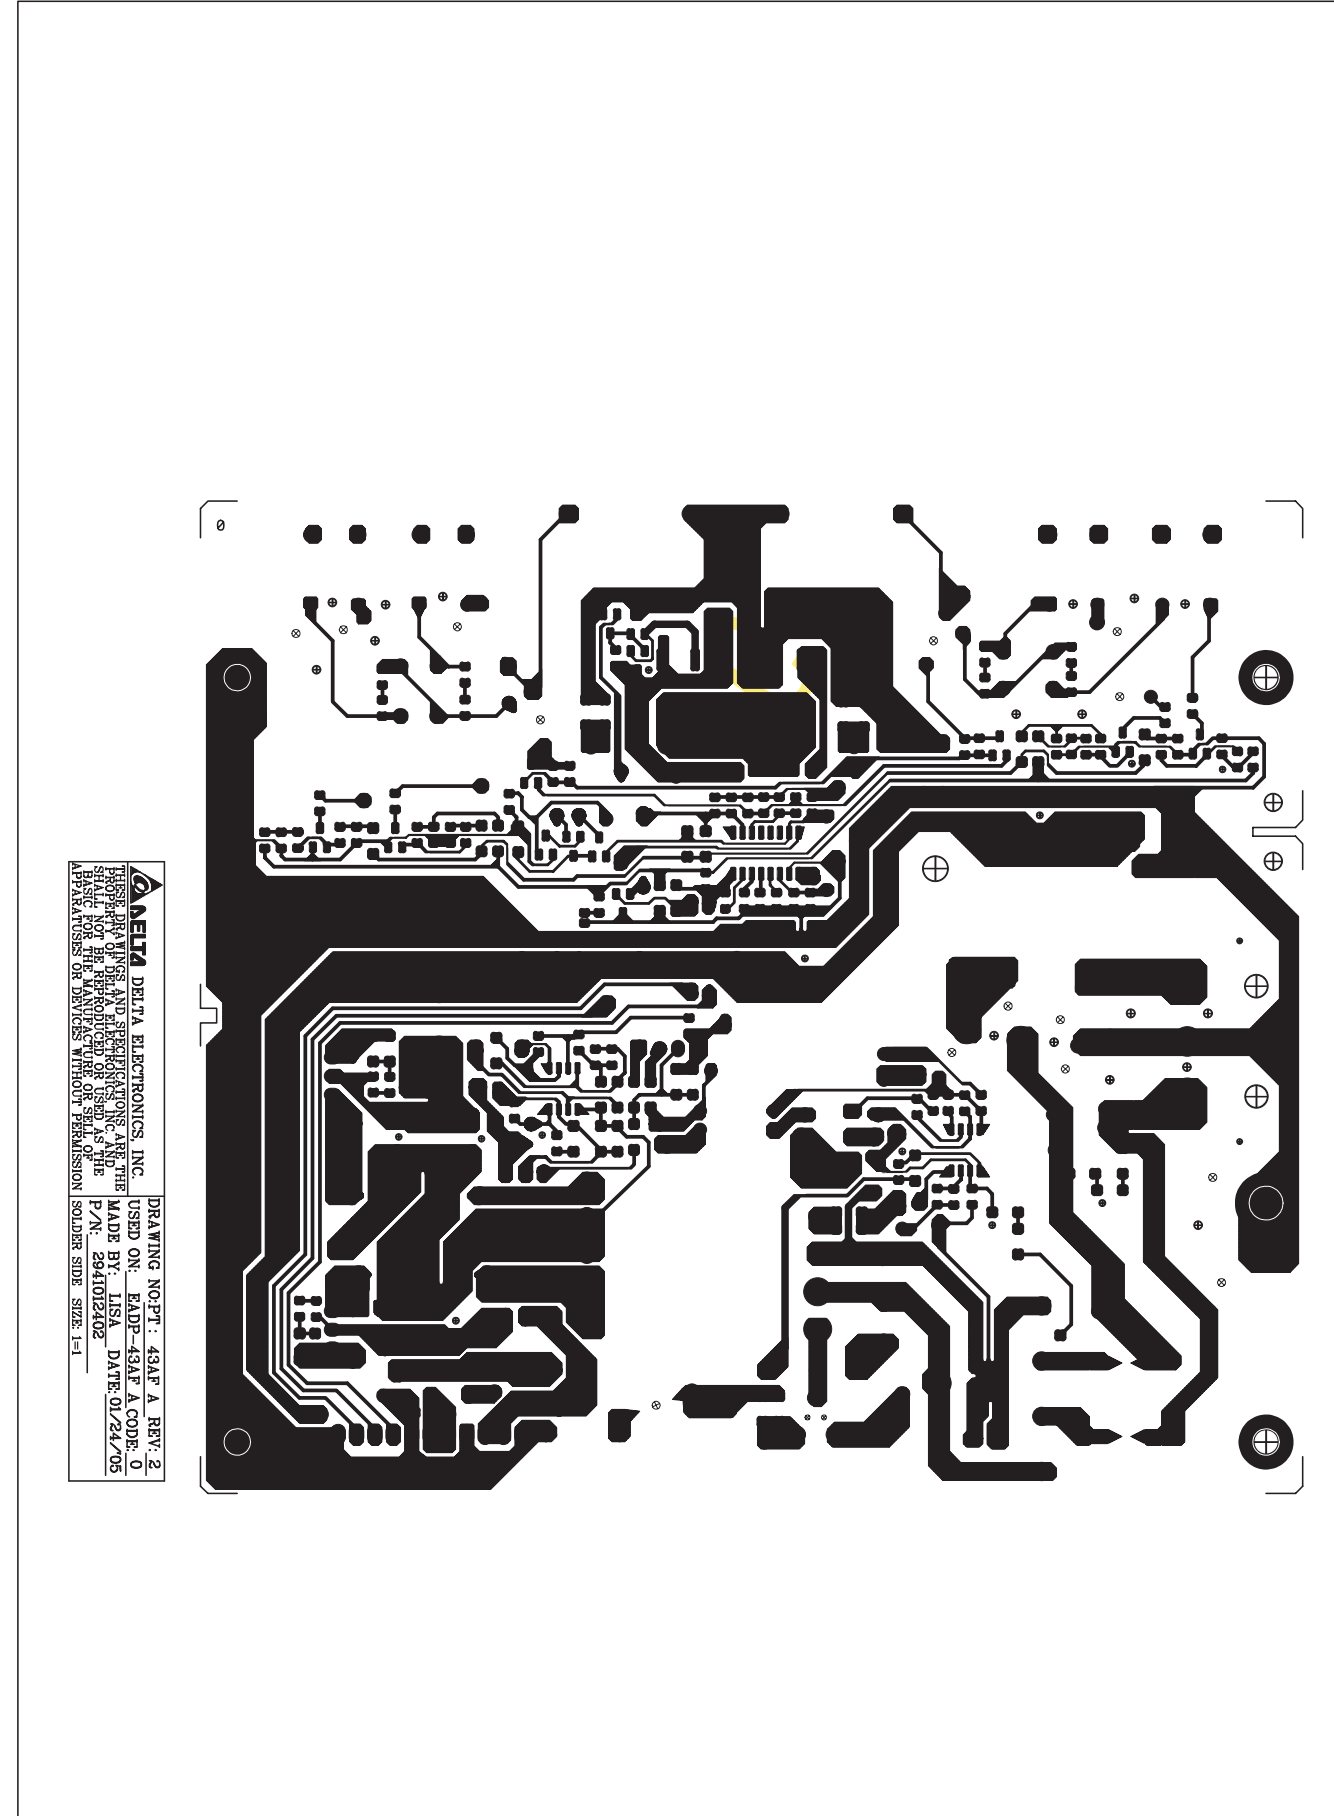 0
DELTA DELTA ELECTRONICS, INC.
THESE DRAWINGS AND SPECIFICATIONS ARE THE
PROPERTY OF DELTA ELECTRONICS, INC. AND
SHALL NOT BE REPRODUCED OR USED AS THE
BASIC FOR THE MANUFACTURE OR SELL OF
APPARATUSES OR DEVICES WITHOUT PERMISSION
DRAWING NO:PT: 43AF A REV: 2
USED ON: EADP-43AF A CODE: 0
MADE BY: LISA DATE: 01/24/'05
P/N: 2941012402
SOLDER SIDE SIZE: 1=1